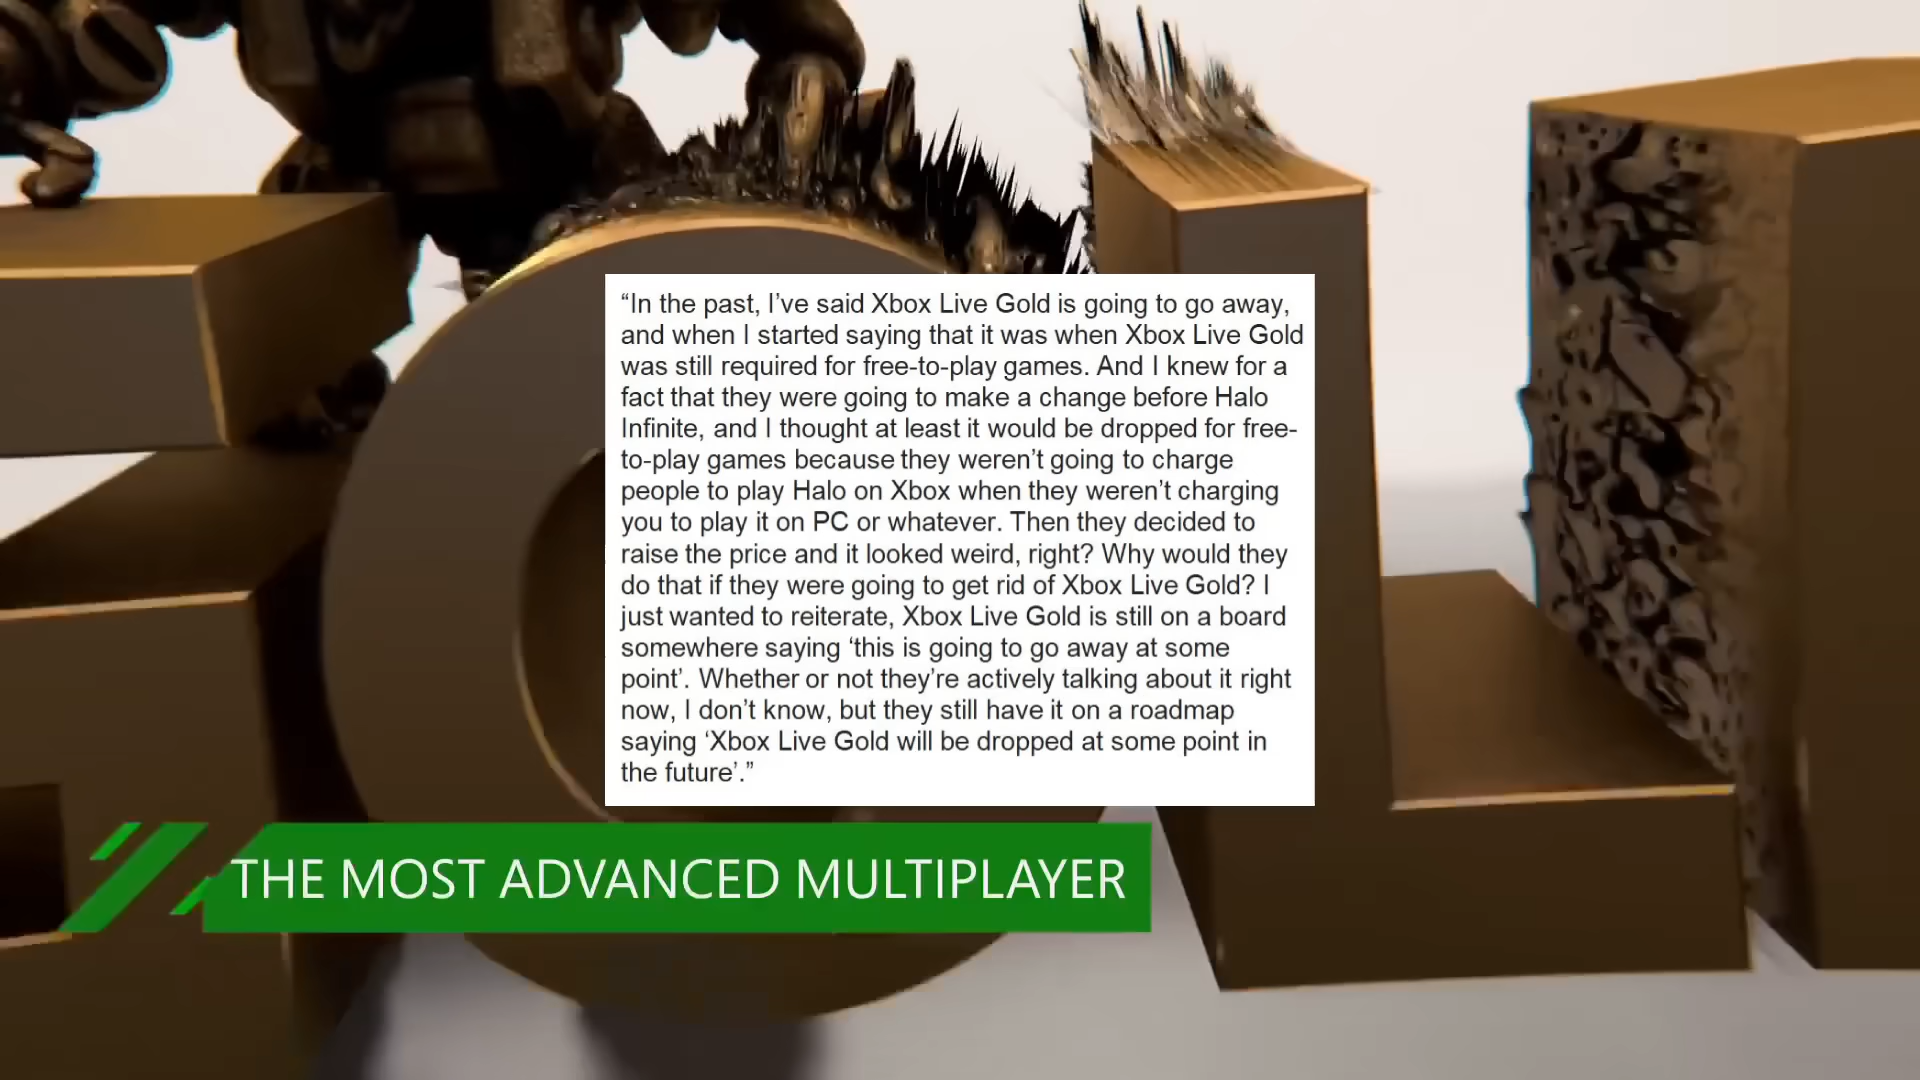 “In the past, I’ve said Xbox Live Gold is going to go away,
and when I started saying that it was when Xbox Live Gold
was still required for free-to-play games. And I knew for a
fact that they were going to make a change before Halo
Infinite, and I thought at least it would be dropped for free-
to-play games because they weren’t going to charge
people to play Halo on Xbox when they weren’t charging
you to play it on PC or whatever. Then they decided to
raise the price and it looked weird, right? Why would they
do that if they were going to get rid of Xbox Live Gold? I
just wanted to reiterate, Xbox Live Gold is still on a board
somewhere saying ‘this is going to go away at some
point’. Whether or not they’re actively talking about it right
now, I don’t know, but they still have it on a roadmap
saying ‘Xbox Live Gold will be dropped at some point in
the future’.”
THE MOST ADVANCED MULTIPLAYER